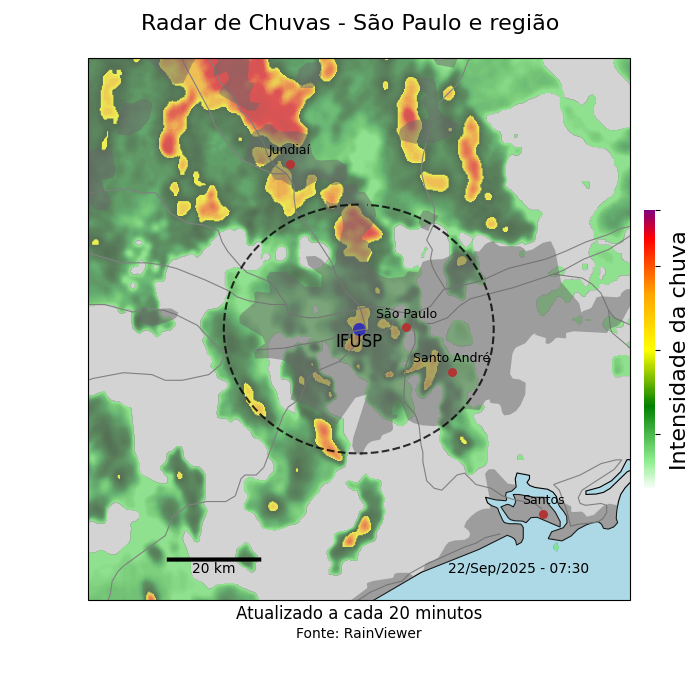 Radar de Chuvas - São Paulo e região
Jundiaí
São Paulo
IFUSP
Santo André
Santos
20 km
22/Sep/2025 - 07:30
Intensidade da chuva
Atualizado a cada 20 minutos
Fonte: RainViewer